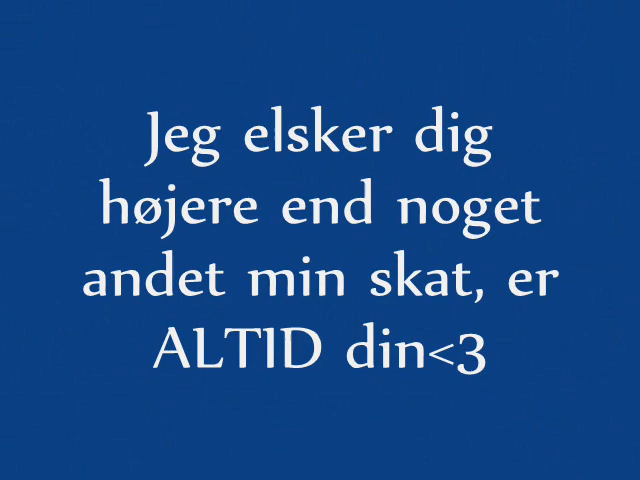 Jeg elsker dig
højere end noget
andet min skat, er
ALTID din<3